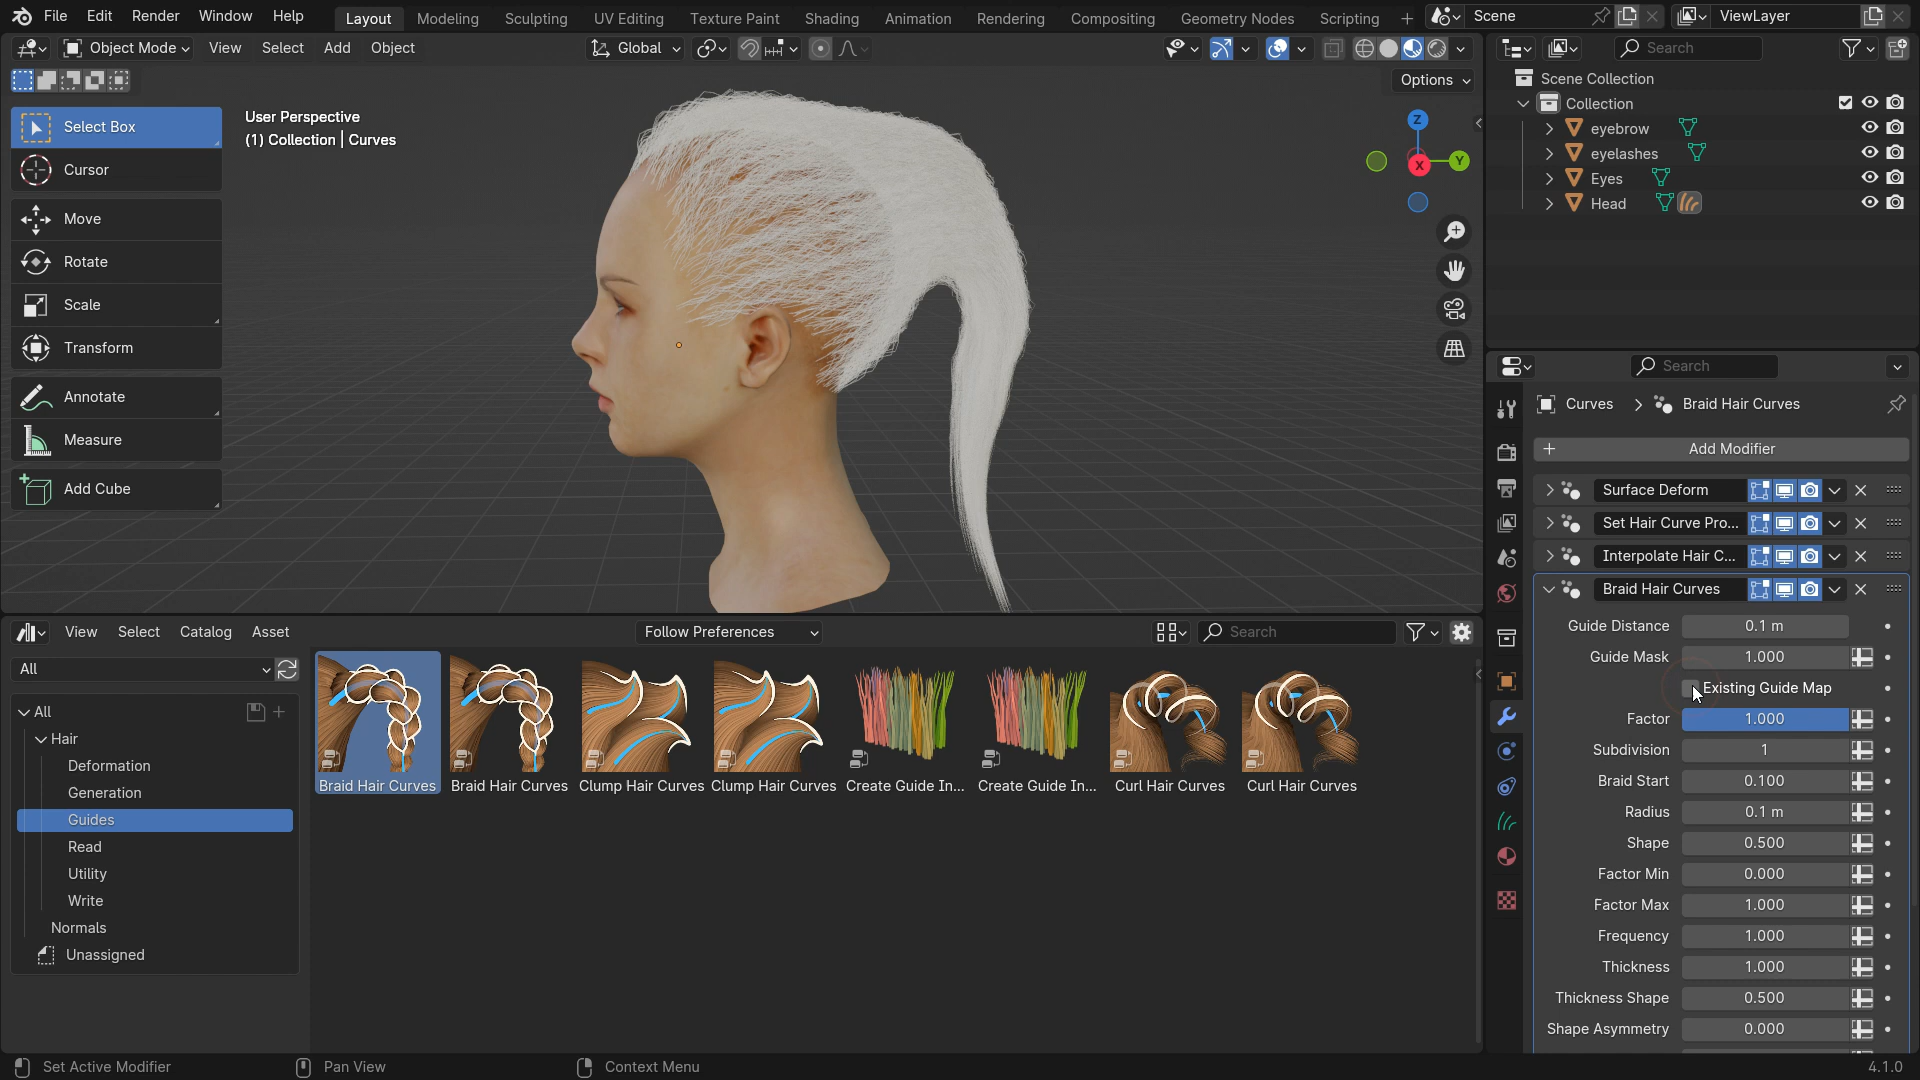 File Edit Render Window Help Layout Modeling Sculpting UV Editing Texture Paint Shading Animation Rendering Compositing Geometry Nodes Scripting + Scene ViewLayer
Object Mode View Select Add Object Global Search
Options
Select Box
Cursor
Move
Rotate
Scale
Transform
Annotate
Measure
Add Cube
User Perspective
(1) Collection | Curves
Z
X
Y
Scene Collection
Collection
eyebrow
eyelashes
Eyes
Head
Search
Curves > Braid Hair Curves
+ Add Modifier
Surface Deform
Set Hair Curve Pro...
Interpolate Hair C...
Braid Hair Curves
Guide Distance 0.1 m
Guide Mask 1.000
Existing Guide Map
Factor 1.000
Subdivision 1
Braid Start 0.100
Radius 0.1 m
Shape 0.500
Factor Min 0.000
Factor Max 1.000
Frequency 1.000
Thickness 1.000
Thickness Shape 0.500
Shape Asymmetry 0.000
View Select Catalog Asset Follow Preferences Search
All
All
Hair
Deformation
Generation
Guides
Read
Utility
Write
Normals
Unassigned
Braid Hair Curves Braid Hair Curves Clump Hair Curves Clump Hair Curves Create Guide In... Create Guide In... Curl Hair Curves Curl Hair Curves
Set Active Modifier Pan View Context Menu 4.1.0